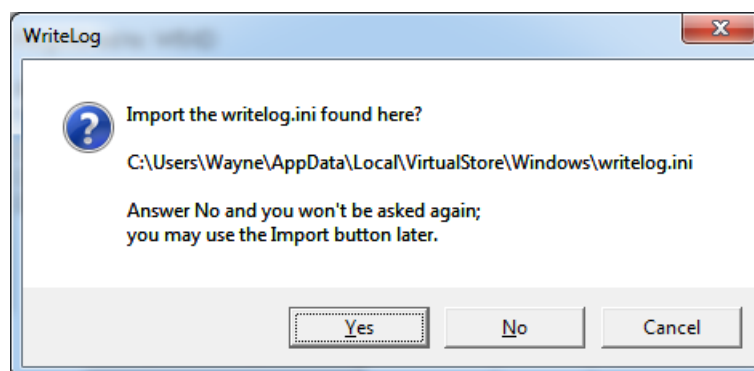 WriteLog
Import the writelog.ini found here?
C:\Users\Wayne\AppData\Local\VirtualStore\Windows\writelog.ini
Answer No and you won't be asked again;
you may use the Import button later.
Yes No Cancel